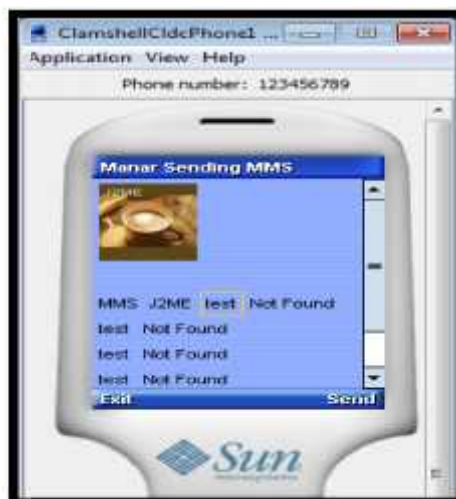 ClamshellCldcPhone1 ...
Application View Help
Phone number: 123456789
Manar Sending MMS
J2ME
MMS J2ME test Not Found
test Not Found
test Not Found
test Not Found
Exit Send
Sun